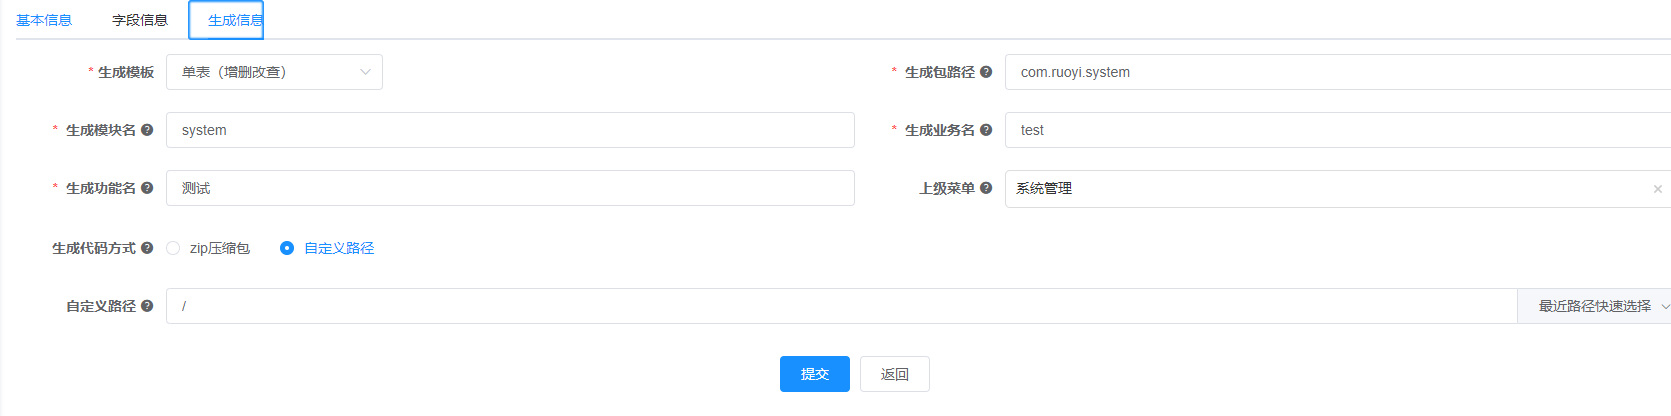 基本信息 字段信息 生成信息
* 生成模板 单表（增删改查） * 生成包路径 com.ruoyi.system
* 生成模块名 system * 生成业务名 test
* 生成功能名 测试 上级菜单 系统管理
生成代码方式 zip压缩包 自定义路径
自定义路径 / 最近路径快速选择
提交 返回